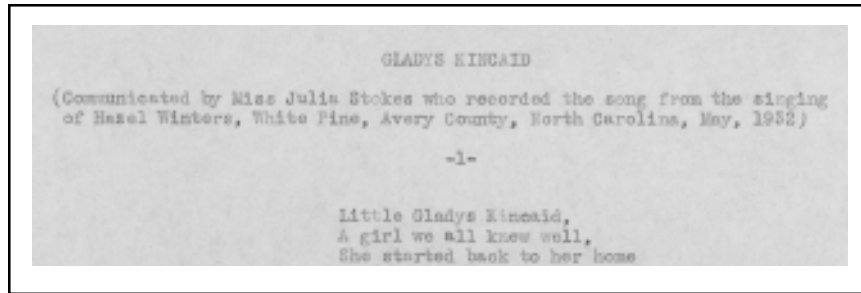 GLADYS KINCAID
(Communicated by Miss Julia Stokes who recorded the song from the singing
of Hazel Winters, White Pine, Avery County, North Carolina, May, 1932)
-1-
Little Gladys Kincaid,
A girl we all knew well,
She started back to her home